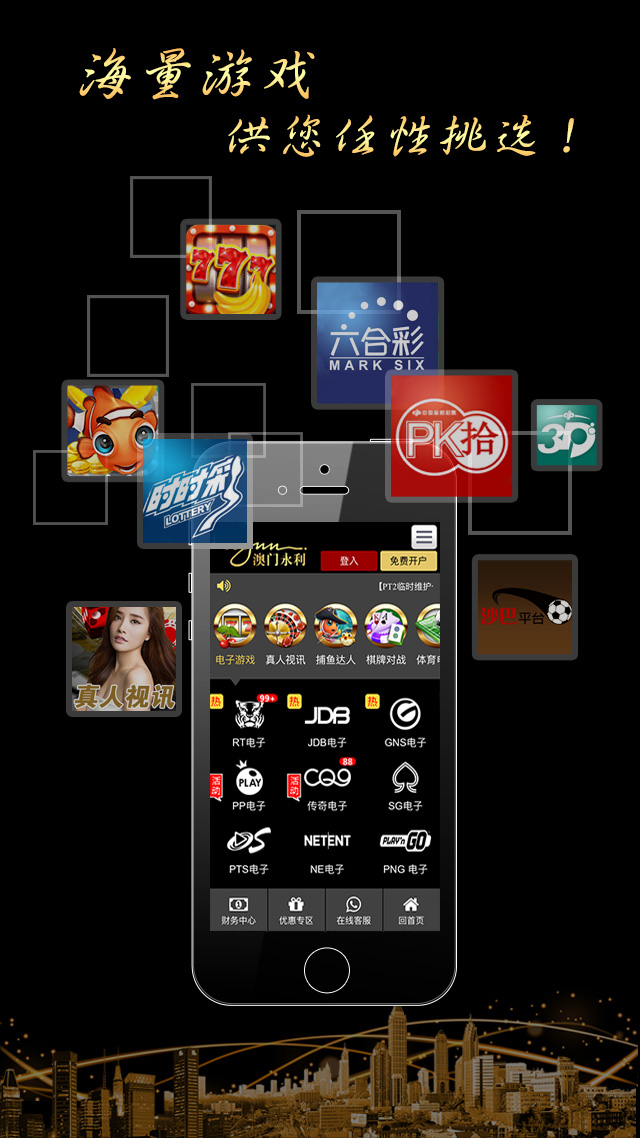 海量游戏
供您任性挑选！
777
六合彩
MARK SIX
中国福利彩票
PK拾
3D
时时彩
LOTTERY
澳门永利
登入
免费开户
【PT2临时维护·
沙巴平台
真人视讯
电子游戏 真人视讯 捕鱼达人 棋牌对战 体育
热 99+ 热 JDB 热 G
RT电子 JDB电子 GNS电子
活动 PLAY 活动 CQ9 88
PP电子 传奇电子 SG电子
DS NETENT PLAY'n GO
PTS电子 NE电子 PNG 电子
财务中心 优惠专区 在线客服 回首页